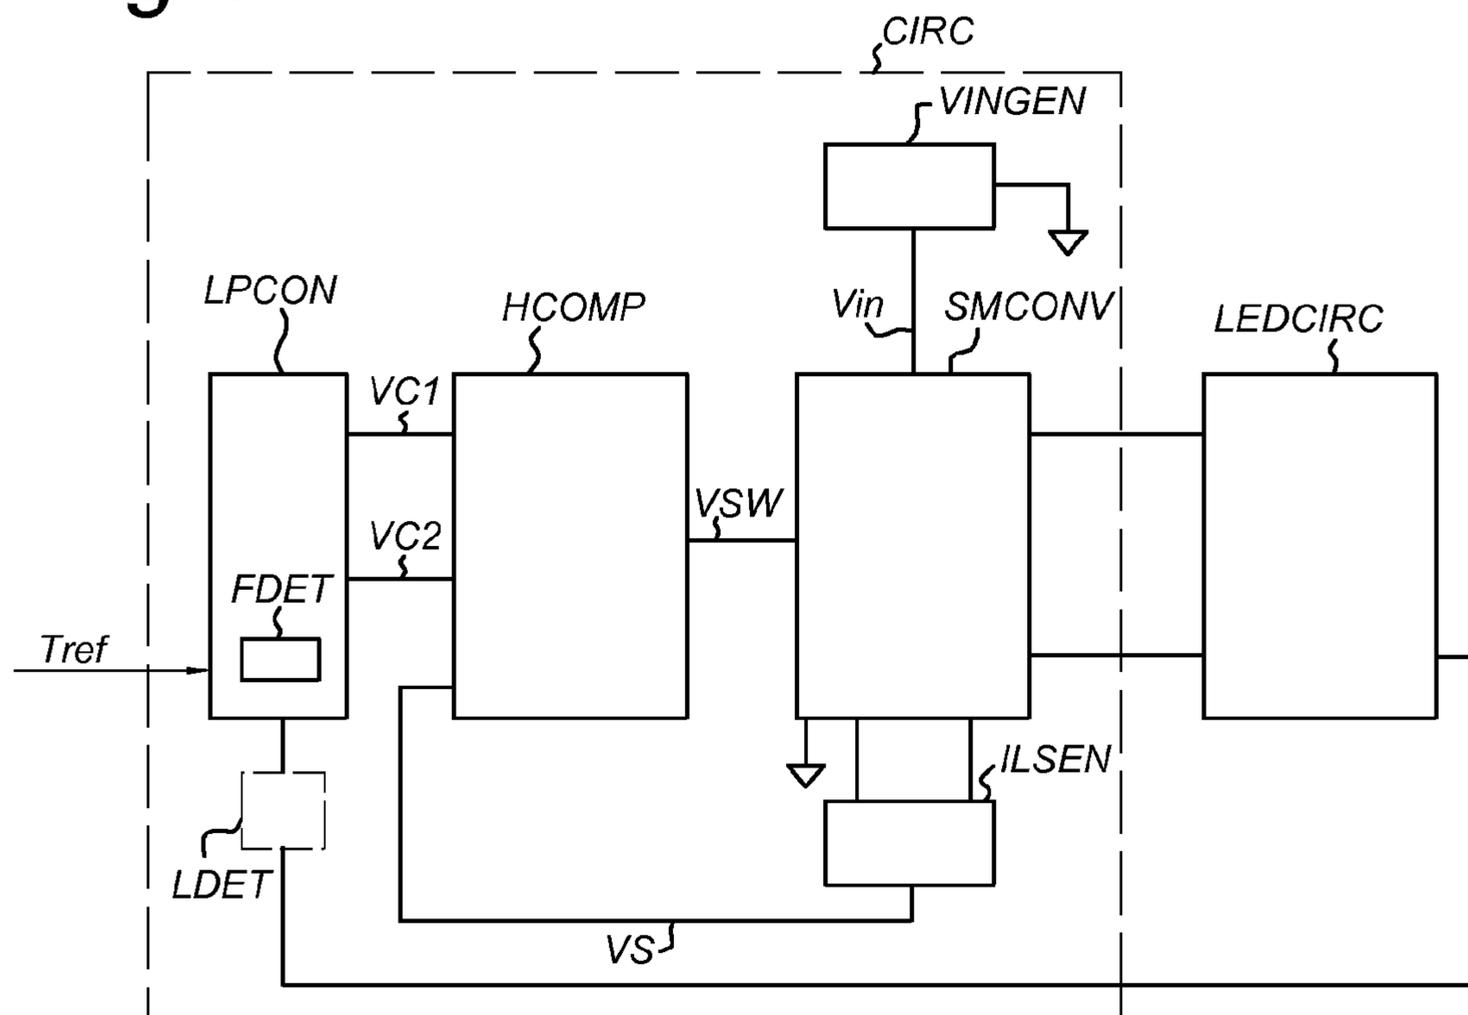 CIRC
VINGEN
LPCON
HCOMP
Vin
SMCONV
LEDCIRC
VC1
VSW
VC2
FDET
Tref
ILSEN
LDET
VS